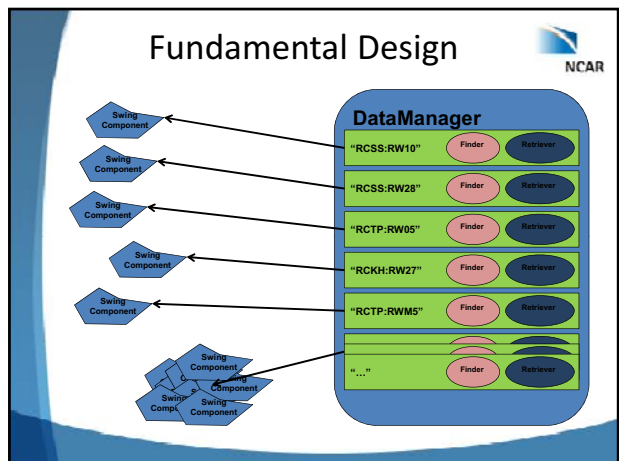 Fundamental Design
NCAR
DataManager
Swing
Component
"RCSS:RW10"
Finder
Retriever
Swing
Component
"RCSS:RW28"
Finder
Retriever
Swing
Component
"RCTP:RW05"
Finder
Retriever
Swing
Component
"RCKH:RW27"
Finder
Retriever
Swing
Component
"RCTP:RWM5"
Finder
Retriever
Swing
Component
Swing
Component
Swing
Component
"..."
Finder
Retriever